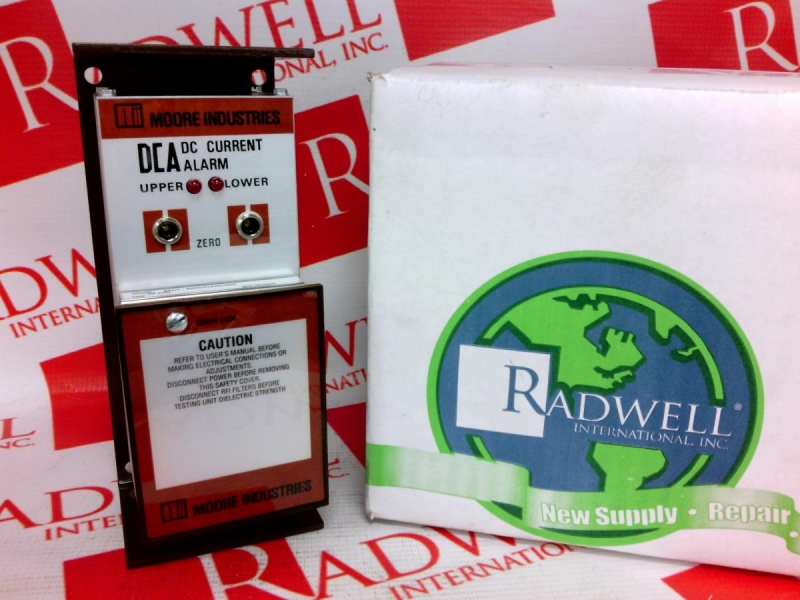 RADWELL
INTERNATIONAL, INC.
MOORE INDUSTRIES
DCA DC CURRENT
ALARM
UPPER LOWER
ZERO
COVER LOCK
CAUTION
REFER TO USER'S MANUAL BEFORE
MAKING ELECTRICAL CONNECTIONS OR
ADJUSTMENTS.
DISCONNECT POWER BEFORE REMOVING
THIS SAFETY COVER.
DISCONNECT RFI FILTERS BEFORE
TESTING UNIT DIELECTRIC STRENGTH
MOORE INDUSTRIES
RADWELL®
INTERNATIONAL, INC.
New Supply • Repair